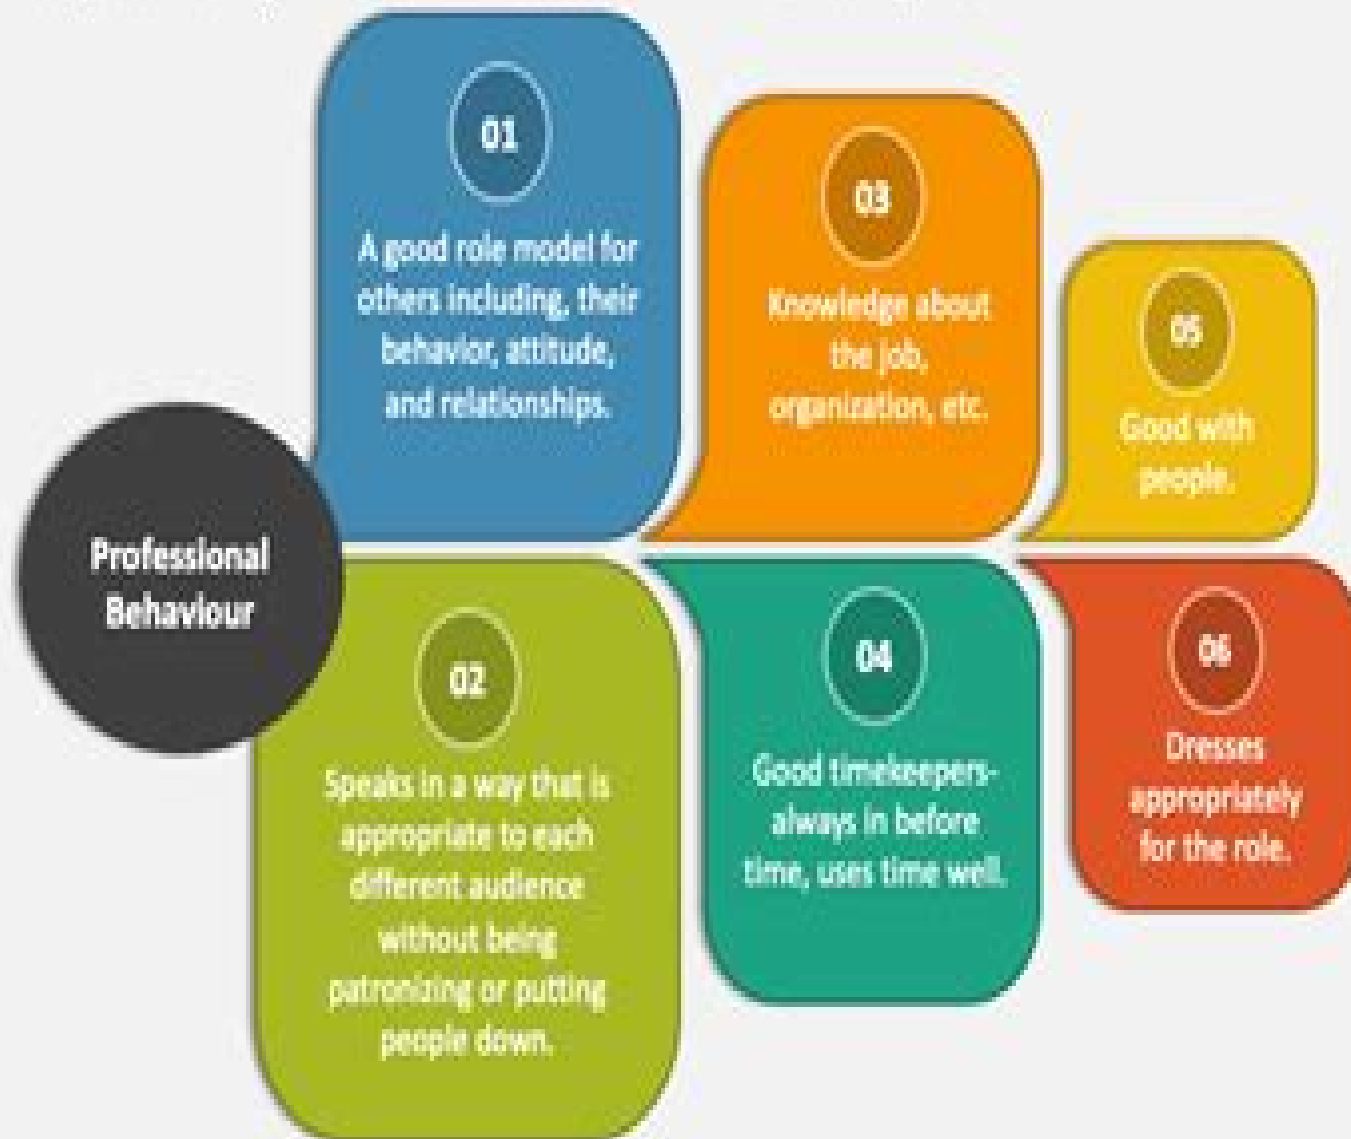 Professional
Behaviour
01
A good role model for
others including, their
behavior, attitude,
and relationships.
02
Speaks in a way that is
appropriate to each
different audience
without being
patronizing or putting
people down.
03
Knowledge about
the job,
organization, etc.
04
Good timekeepers-
always in before
time, uses time well.
05
Good with
people.
06
Dresses
appropriately
for the role.